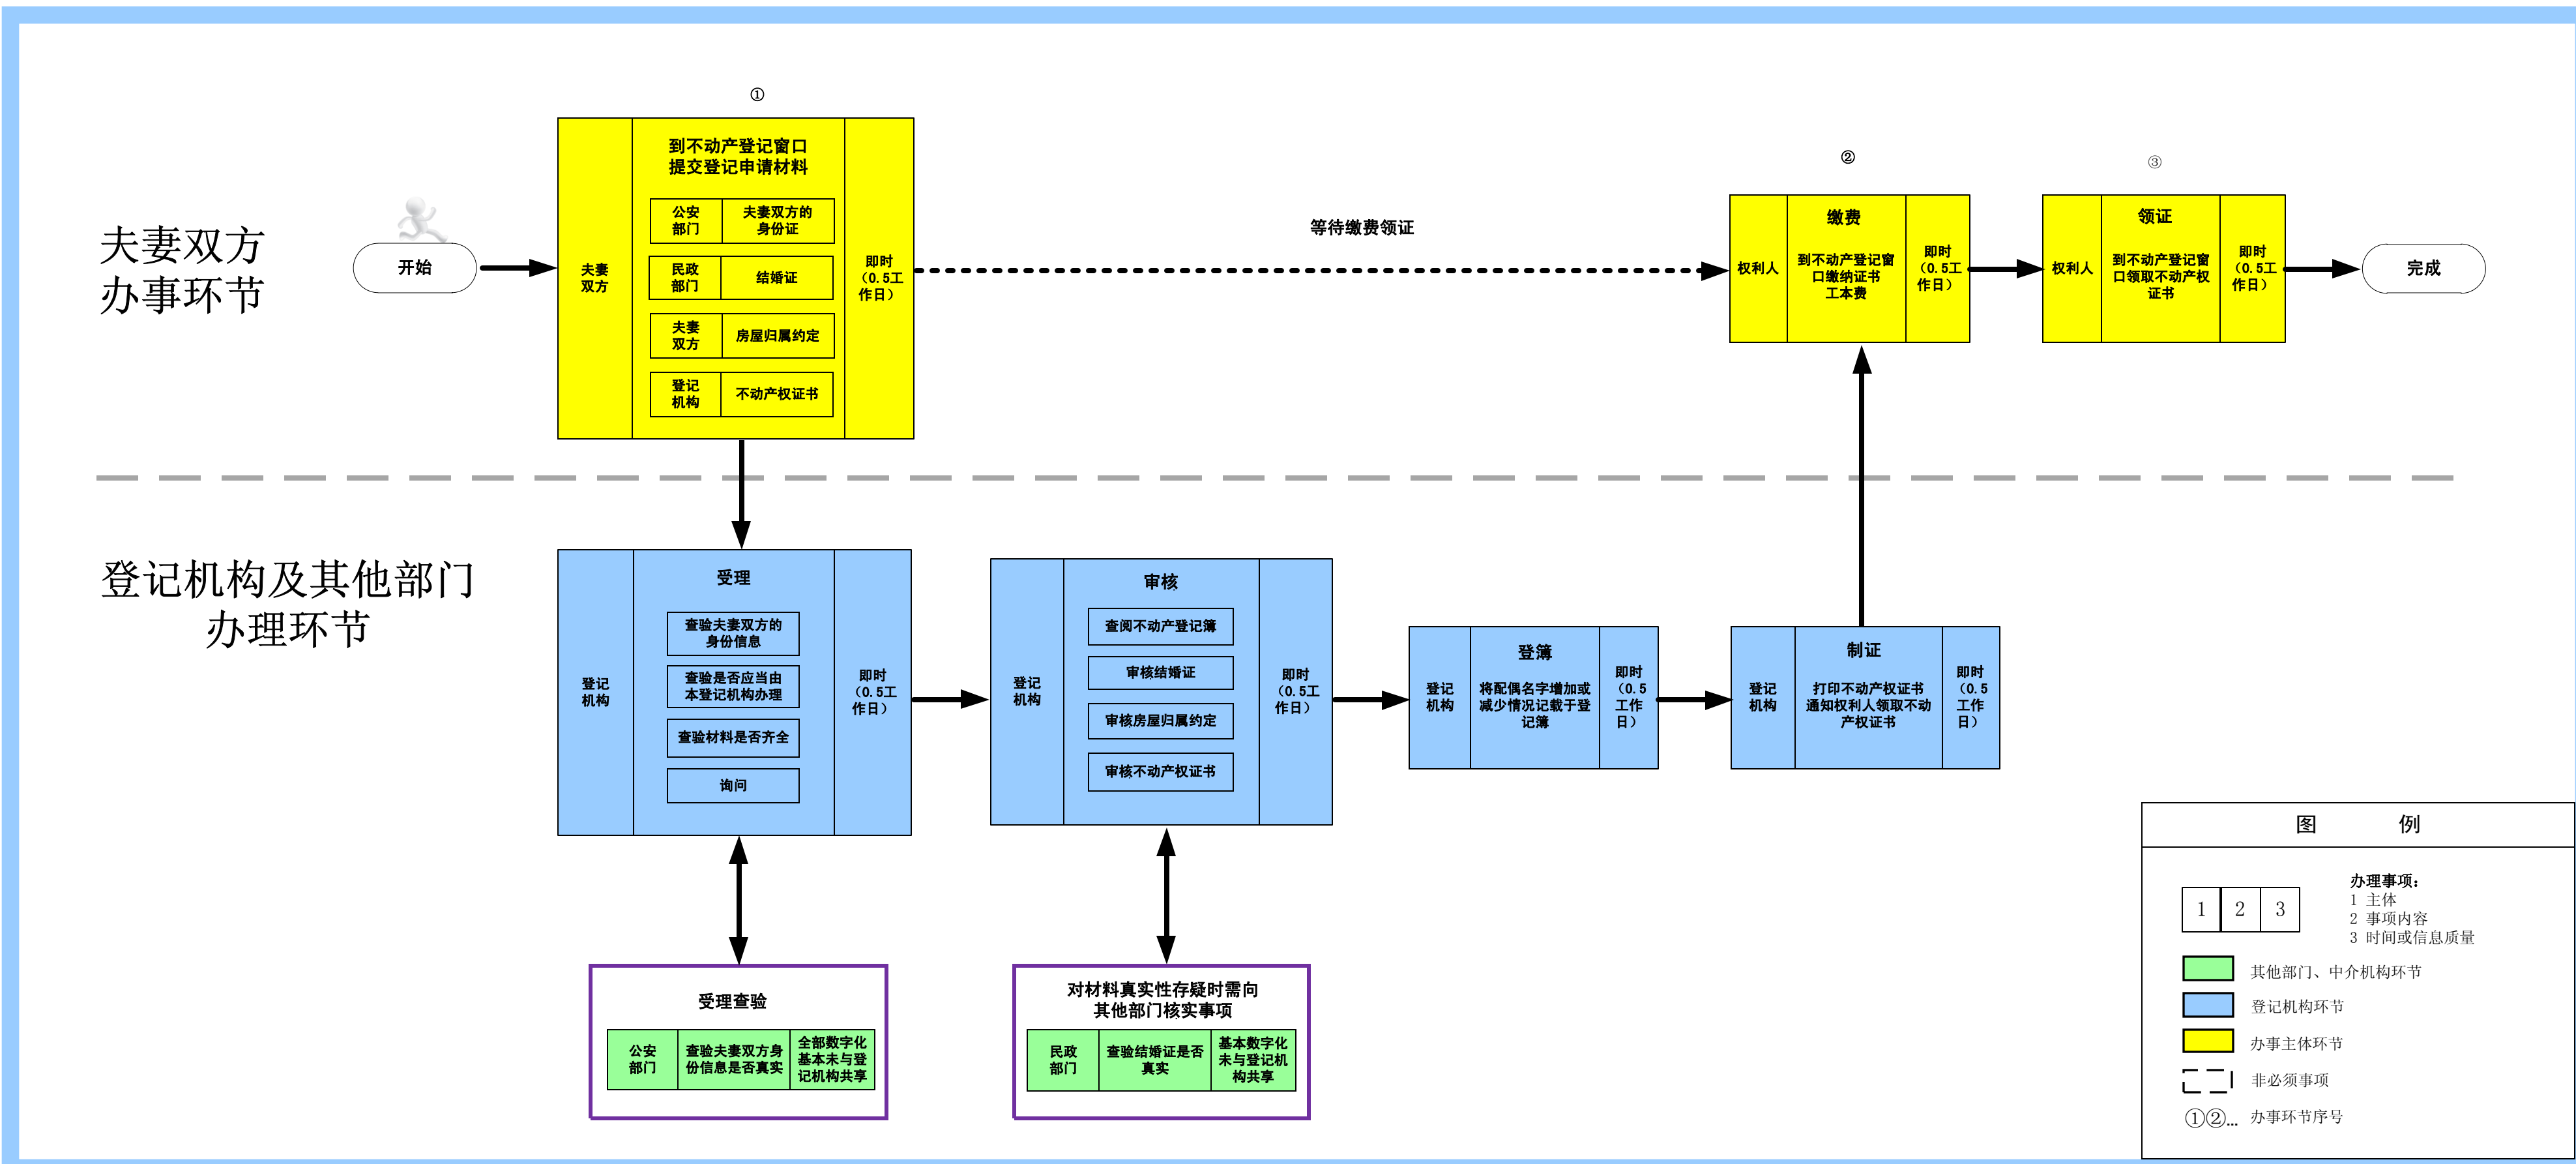 ①
到不动产登记窗口
提交登记申请材料
公安
部门
夫妻双方的
身份证
民政
部门
结婚证
夫妻
双方
房屋归属约定
登记
机构
不动产权证书
夫妻
双方
即时
（0.5工
作日）
夫妻双方
办事环节
开始
等待缴费领证
②
权利人
缴费
到不动产登记窗
口缴纳证书
工本费
即时
（0.5工
作日）
③
权利人
领证
到不动产登记窗
口领取不动产权
证书
即时
（0.5工
作日）
完成
登记机构及其他部门
办理环节
登记
机构
受理
查验夫妻双方的
身份信息
查验是否应当由
本登记机构办理
查验材料是否齐全
询问
即时
（0.5工
作日）
登记
机构
审核
查阅不动产登记簿
审核结婚证
审核房屋归属约定
审核不动产权证书
即时
（0.5工
作日）
登记
机构
登簿
将配偶名字增加或
减少情况记载于登
记簿
即时
（0.5
工作
日）
登记
机构
制证
打印不动产权证书
通知权利人领取不动
产权证书
即时
（0.5
工作
日）
受理查验
公安
部门
查验夫妻双方身
份信息是否真实
全部数字化
基本未与登
记机构共享
对材料真实性存疑时需向
其他部门核实事项
民政
部门
查验结婚证是否
真实
基本数字化
未与登记机
构共享
图 例
1 2 3
办理事项：
1 主体
2 事项内容
3 时间或信息质量
其他部门、中介机构环节
登记机构环节
办事主体环节
非必须事项
①②… 办事环节序号